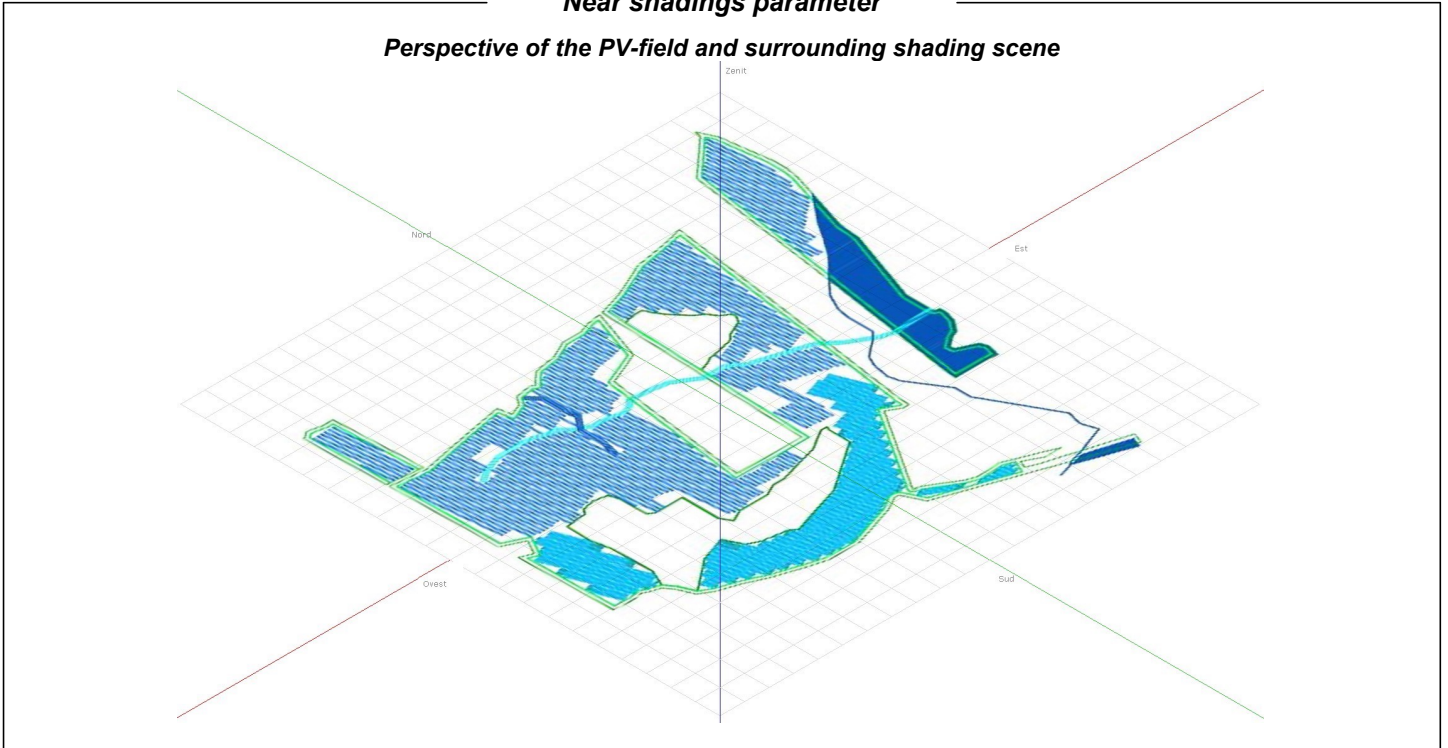 Near shadings parameter
Perspective of the PV-field and surrounding shading scene
Zenit
Nord
Est
Ovest
Sud